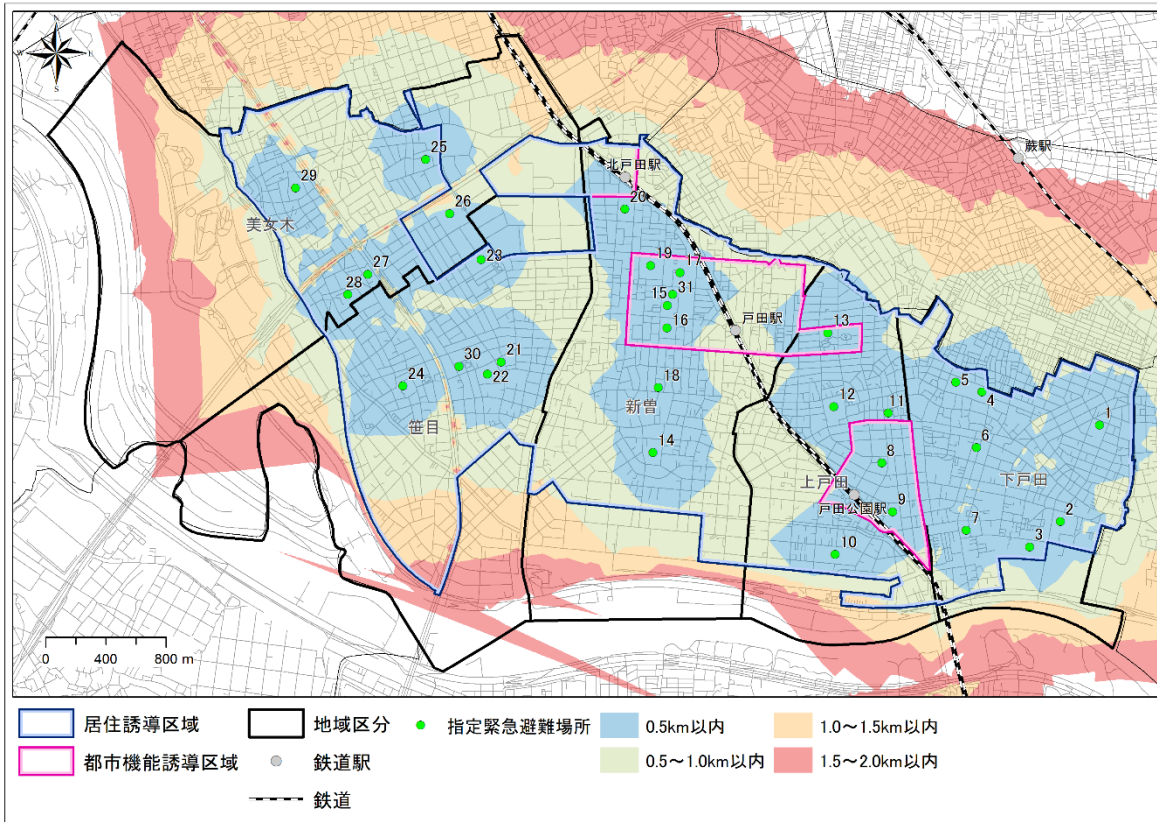 N
W
E
S
蕨駅
25
北戸田駅
29
20
26
美女木
23
19
17
27
31
28
15
戸田駅
16
13
30
21
5
22
4
24
18
12
11
1
新曽
笹目
6
14
8
上戸田
下戸田
戸田公園駅
9
2
7
3
10
0 400 800 m
居住誘導区域
地域区分
指定緊急避難場所
0.5km以内
1.0～1.5km以内
都市機能誘導区域
鉄道駅
0.5～1.0km以内
1.5～2.0km以内
鉄道